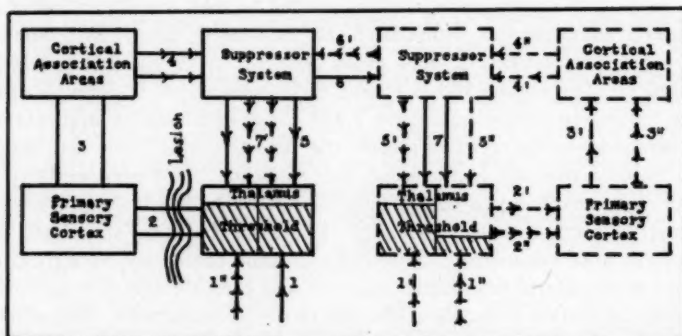 Cortical
Association
Areas
4
Suppressor
System
6'
6
Suppressor
System
4"
4'
Cortical
Association
Areas
3
Lesion
7'
5
5'
7
5"
3'
3"
Primary
Sensory
Cortex
2
Thalamus
Threshold
Thalamus
Threshold
2'
2"
Primary
Sensory
Cortex
1"
1
1'
1"